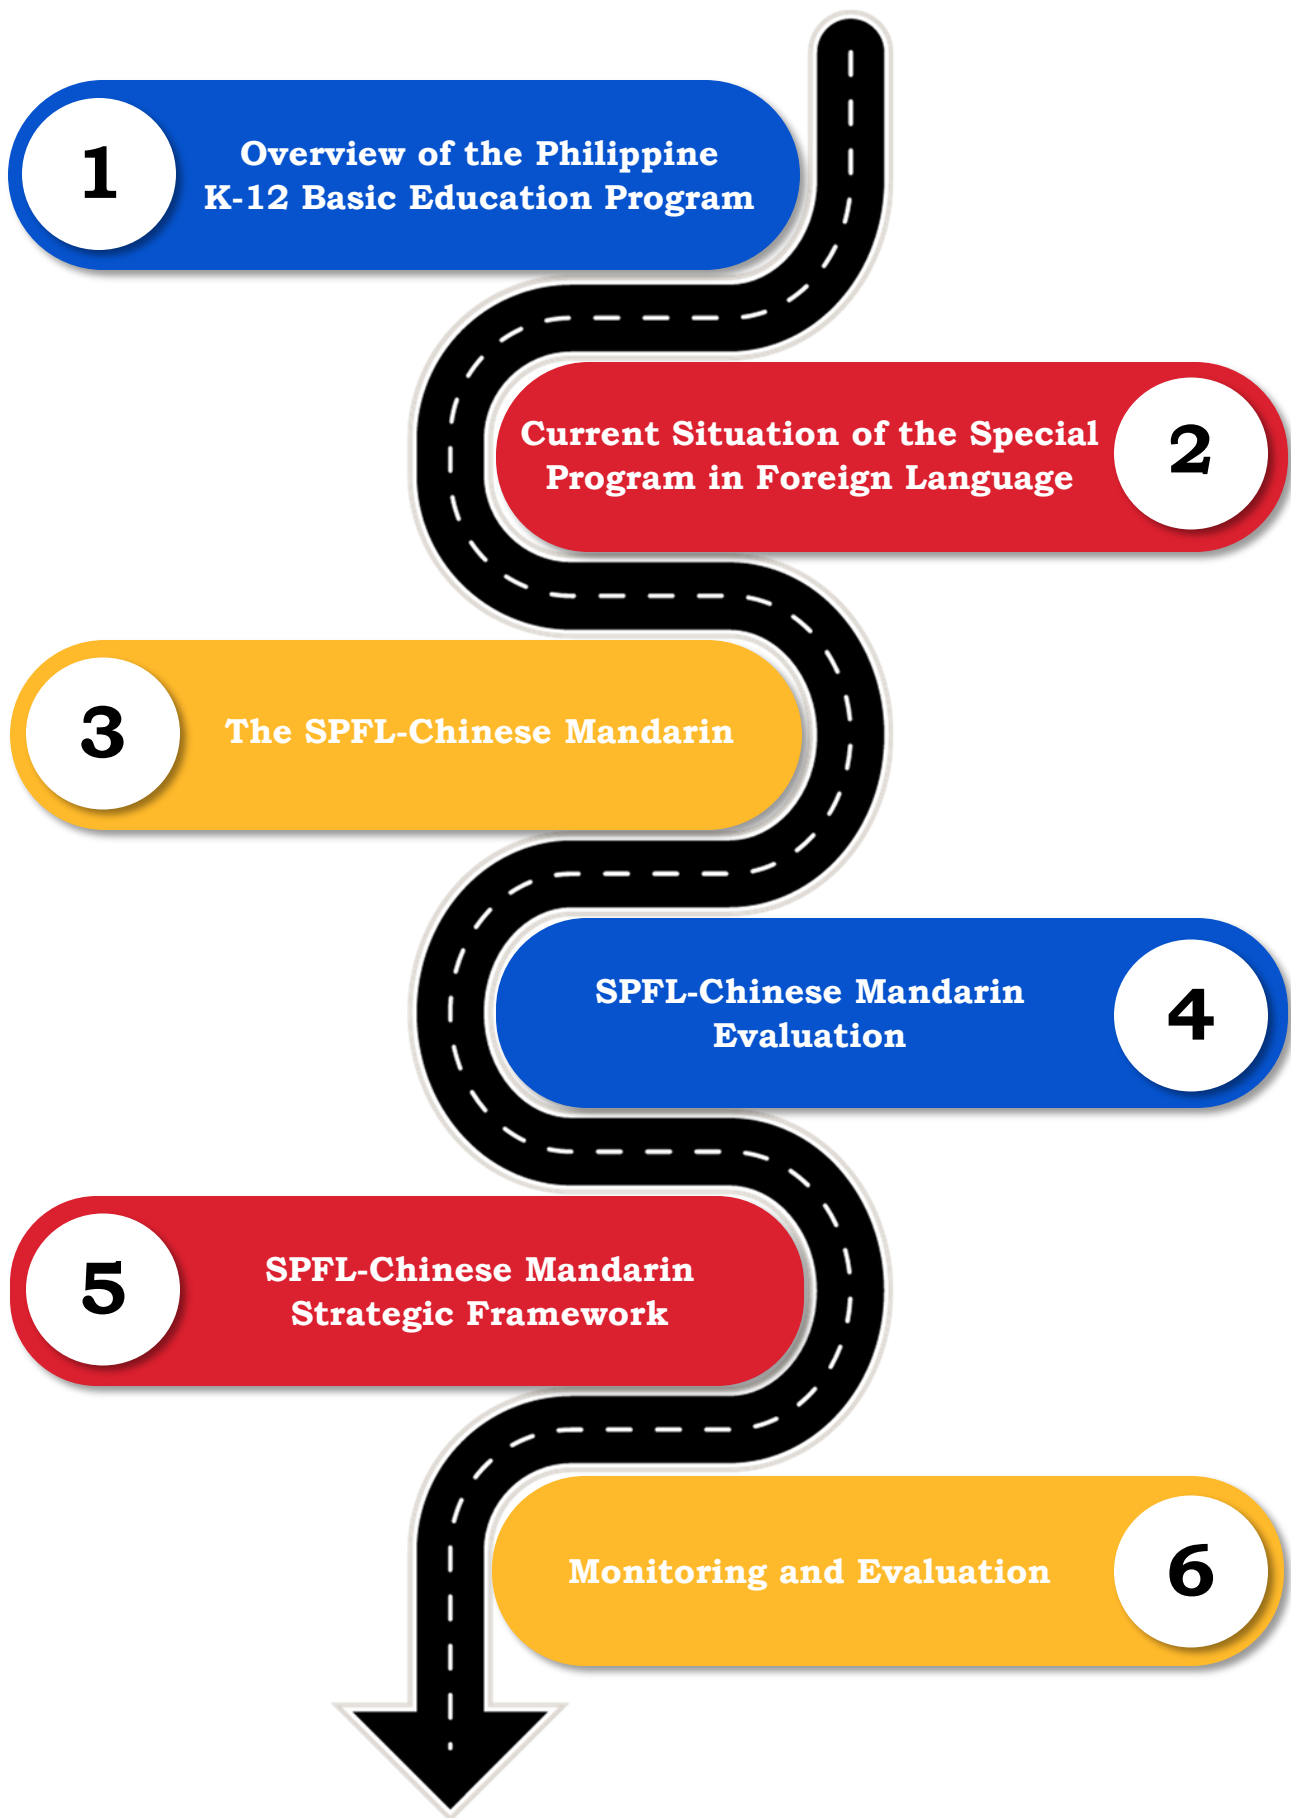 1
Overview of the Philippine
K-12 Basic Education Program
Current Situation of the Special
Program in Foreign Language
2
3
The SPFL-Chinese Mandarin
SPFL-Chinese Mandarin
Evaluation
4
5
SPFL-Chinese Mandarin
Strategic Framework
Monitoring and Evaluation
6